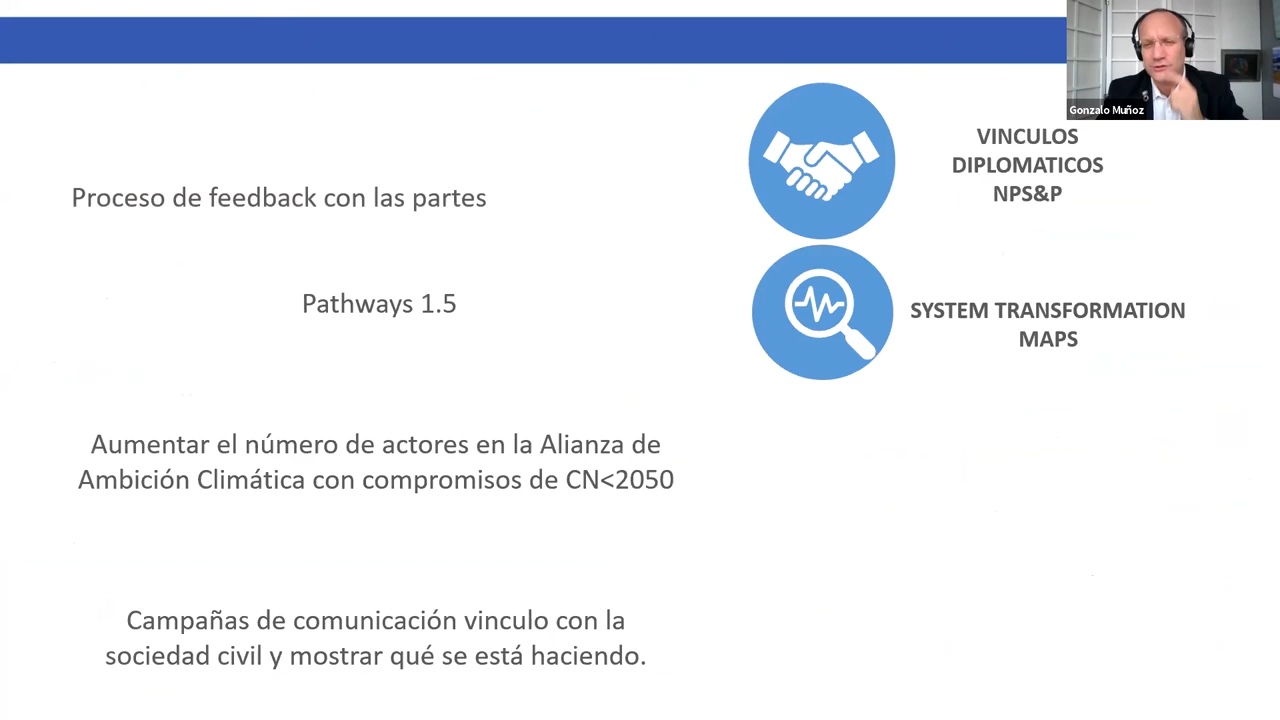 Gonzalo Muñoz
Proceso de feedback con las partes
VINCULOS
DIPLOMATICOS
NPS&P
Pathways 1.5
SYSTEM TRANSFORMATION
MAPS
Aumentar el número de actores en la Alianza de
Ambición Climática con compromisos de CN<2050
Campañas de comunicación vinculo con la
sociedad civil y mostrar qué se está haciendo.